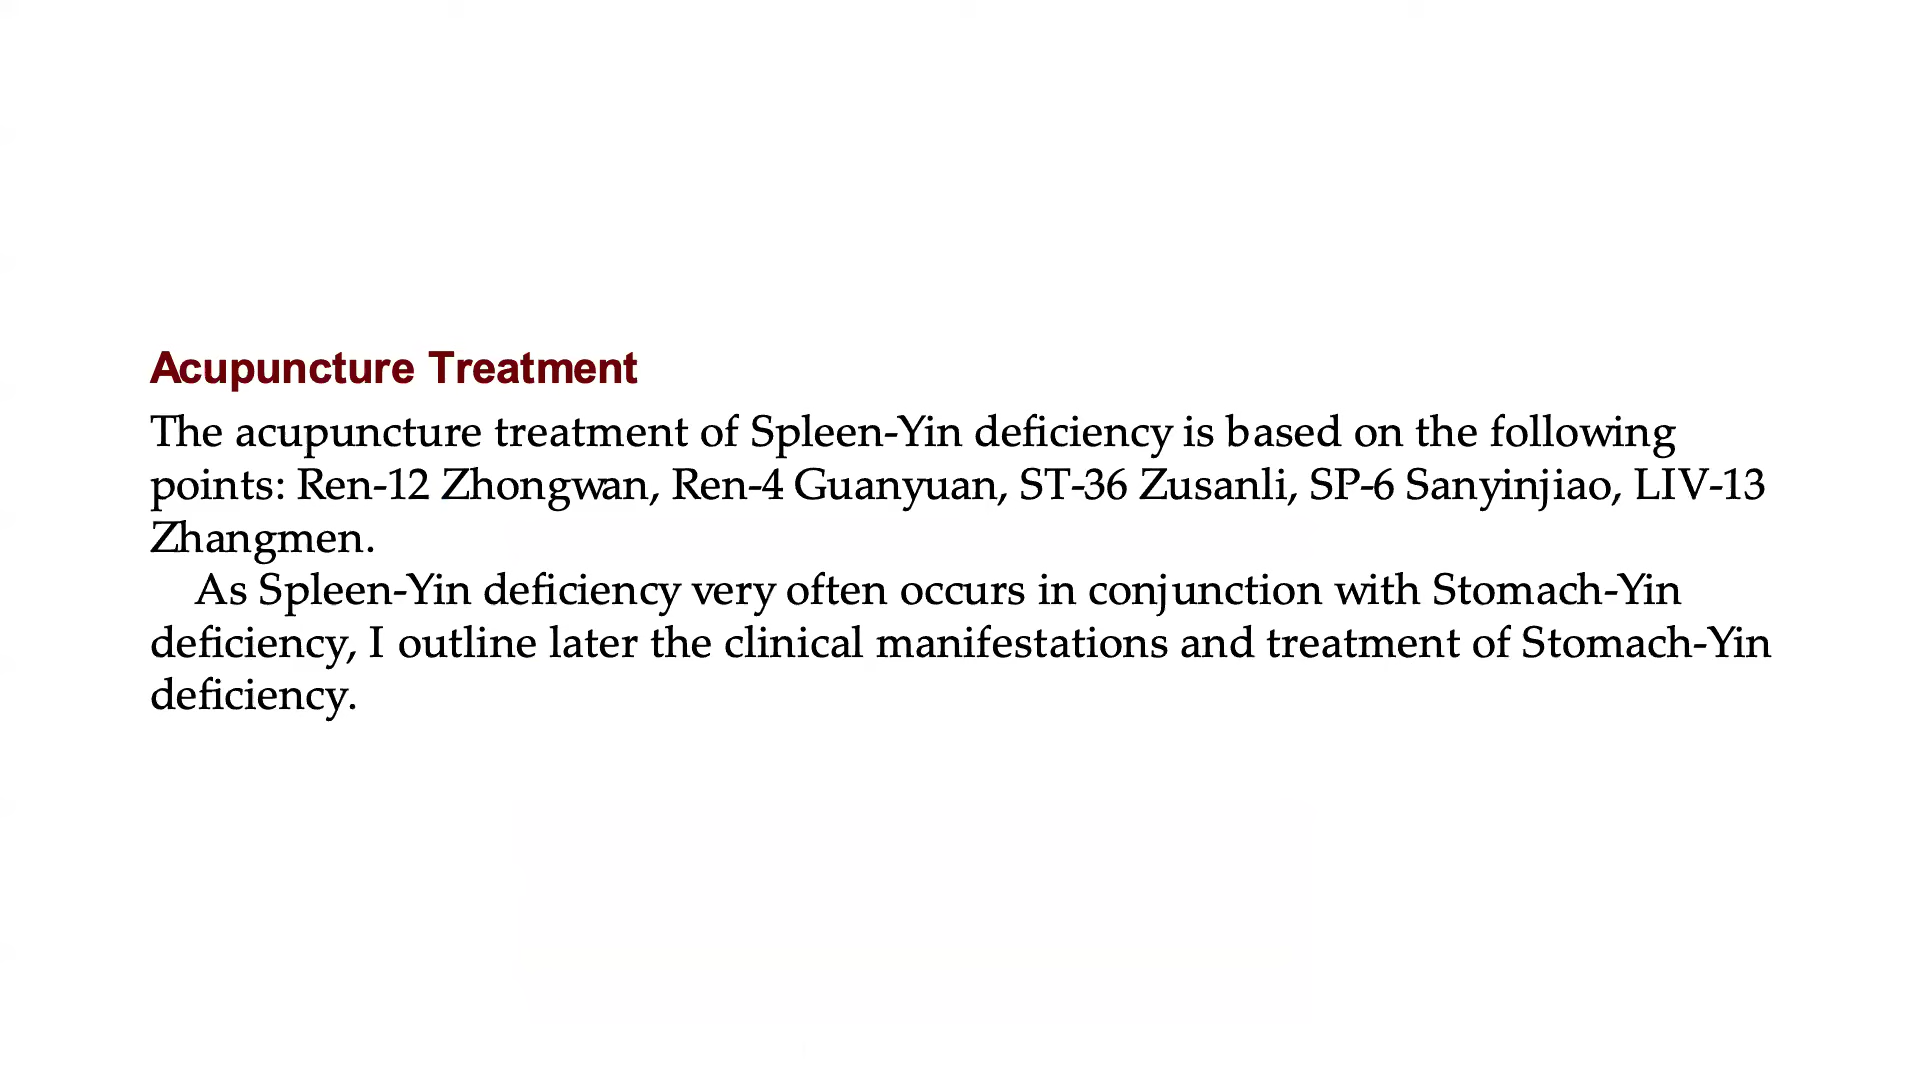 Acupuncture Treatment
The acupuncture treatment of Spleen-Yin deficiency is based on the following
points: Ren-12 Zhongwan, Ren-4 Guanyuan, ST-36 Zusanli, SP-6 Sanyinjiao, LIV-13
Zhangmen.
As Spleen-Yin deficiency very often occurs in conjunction with Stomach-Yin
deficiency, I outline later the clinical manifestations and treatment of Stomach-Yin
deficiency.